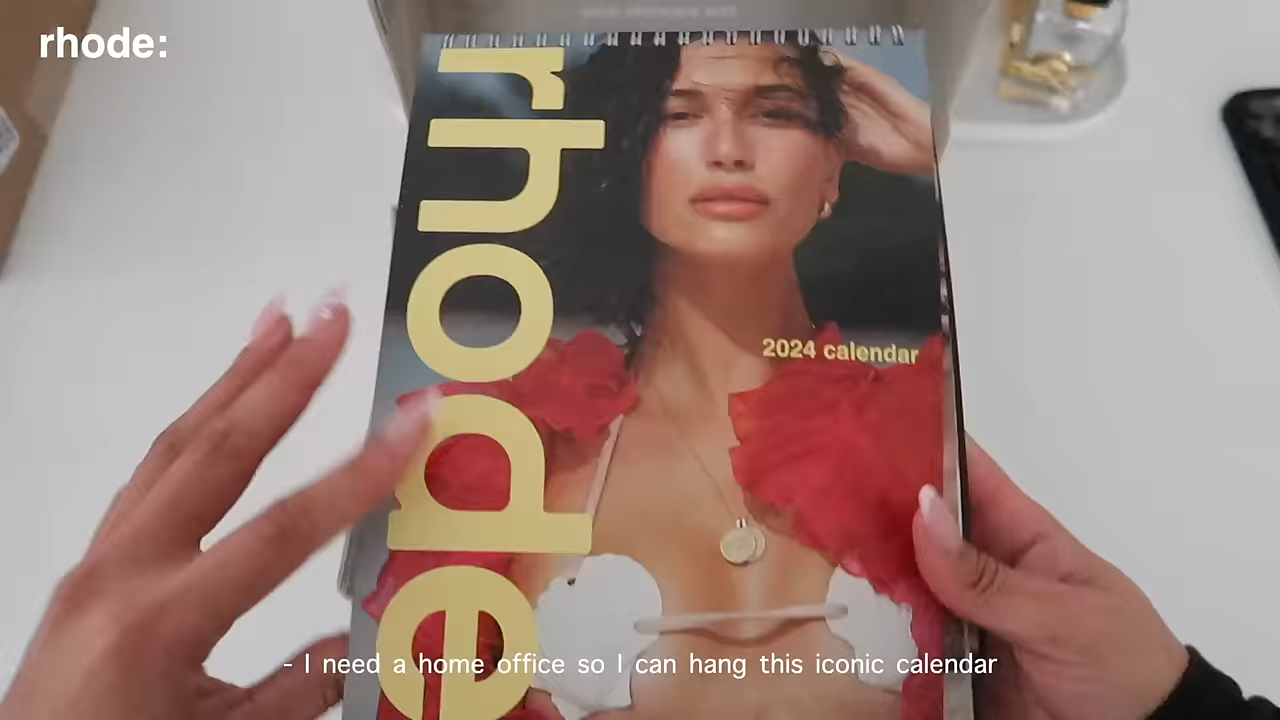 rhode:
rhode
2024 calendar
- I need a home office so I can hang this iconic calendar